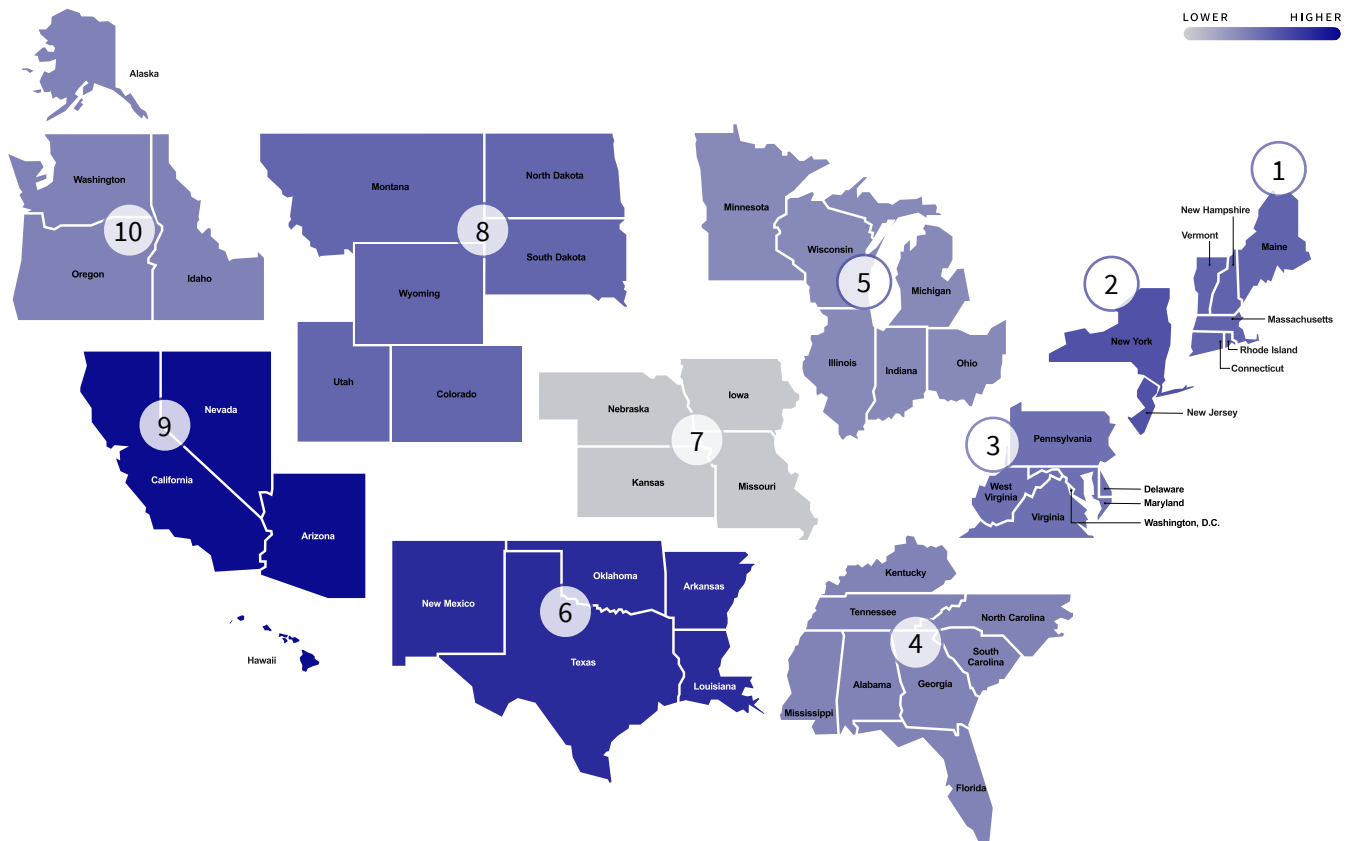 LOWER HIGHER
Alaska
Washington
10
Oregon
Idaho
Montana
North Dakota
8
South Dakota
Wyoming
Utah
Colorado
Minnesota
Wisconsin
5
Michigan
Illinois
Indiana
Ohio
1
New Hampshire
Vermont
Maine
2
Massachusetts
New York
Rhode Island
Connecticut
New Jersey
Nevada
9
California
Arizona
Hawaii
Nebraska
Iowa
7
Kansas
Missouri
3
Pennsylvania
West
Virginia
Virginia
Delaware
Maryland
Washington, D.C.
New Mexico
Oklahoma
Arkansas
6
Texas
Louisiana
Kentucky
Tennessee
North Carolina
4
South
Carolina
Alabama
Georgia
Mississippi
Florida